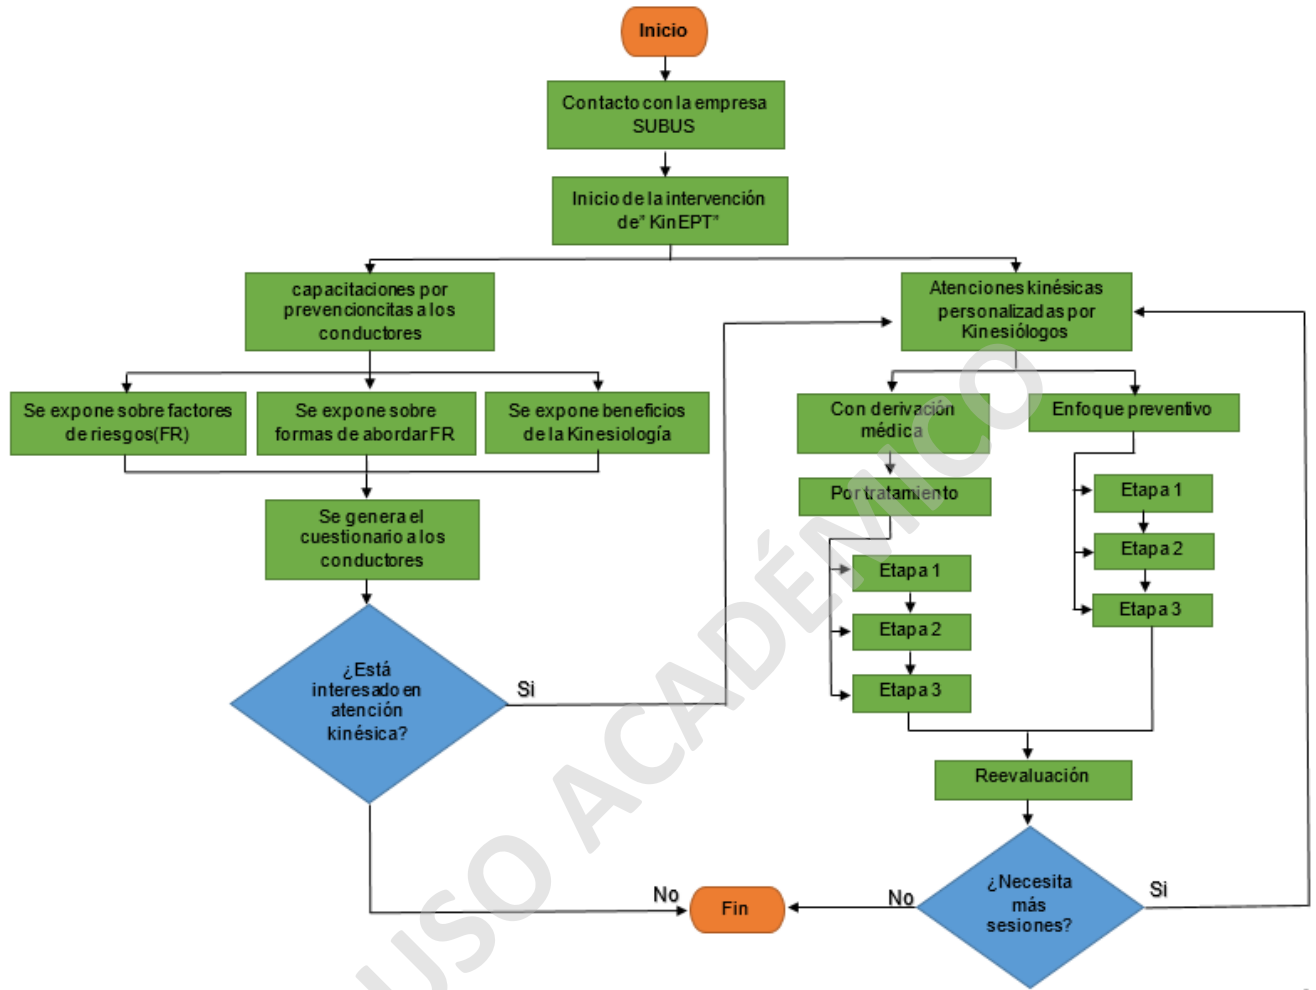 Inicio
Contacto con la empresa
SUBUS
Inicio de la intervención
de" KinEPT"
capacitaciones por
prevencioncitas a los
conductores
Atenciones kinésicas
personalizadas por
Kinesiólogos
Se expone sobre factores
de riesgos(FR)
Se expone sobre
formas de abordar FR
Se expone beneficios
de la Kinesiología
Con derivación
médica
Enfoque preventivo
Se genera el
cuestionario a los
conductores
Por tratamiento
Etapa 1
Etapa 2
Etapa 3
Etapa 1
Etapa 2
Etapa 3
¿Está
interesado en
atención
kinésica?
Si
Reevaluación
No
Fin
No
¿Necesita
más
sesiones?
Si
USO ACADÉMICO